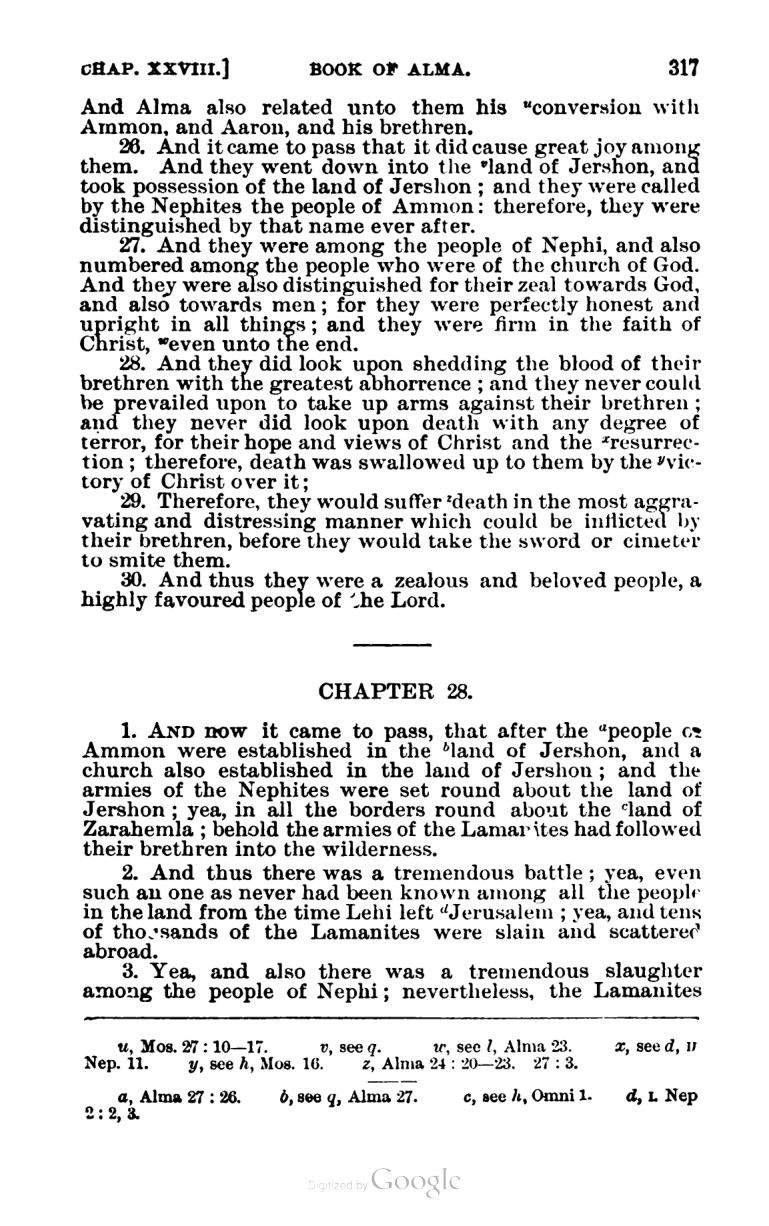 CHAP. XXVIII.] BOOK OF ALMA. 317
And Alma also related unto them his ᵘconversion with
Ammon, and Aaron, and his brethren.
26. And it came to pass that it did cause great joy among
them. And they went down into the ᵛland of Jershon, and
took possession of the land of Jershon ; and they were called
by the Nephites the people of Ammon : therefore, they were
distinguished by that name ever after.
27. And they were among the people of Nephi, and also
numbered among the people who were of the church of God.
And they were also distinguished for their zeal towards God,
and also towards men ; for they were perfectly honest and
upright in all things ; and they were firm in the faith of
Christ, ʷeven unto the end.
28. And they did look upon shedding the blood of their
brethren with the greatest abhorrence ; and they never could
be prevailed upon to take up arms against their brethren ;
and they never did look upon death with any degree of
terror, for their hope and views of Christ and the ˣresurrec-
tion ; therefore, death was swallowed up to them by the ʸvic-
tory of Christ over it ;
29. Therefore, they would suffer ᶻdeath in the most aggra-
vating and distressing manner which could be inflicted by
their brethren, before they would take the sword or cimeter
to smite them.
30. And thus they were a zealous and beloved people, a
highly favoured people of the Lord.
CHAPTER 28.
1. AND now it came to pass, that after the ᵃpeople of
Ammon were established in the ᵇland of Jershon, and a
church also established in the land of Jershon ; and the
armies of the Nephites were set round about the land of
Jershon ; yea, in all the borders round about the ᶜland of
Zarahemla ; behold the armies of the Lamanites had followed
their brethren into the wilderness.
2. And thus there was a tremendous battle ; yea, even
such an one as never had been known among all the people
in the land from the time Lehi left ᵈJerusalem ; yea, and tens
of thousands of the Lamanites were slain and scattered
abroad.
3. Yea, and also there was a tremendous slaughter
among the people of Nephi ; nevertheless, the Lamanites
u, Mos. 27 : 10—17. v, see q. w, see l, Alma 23. x, see d, II
Nep. 11. y, see h, Mos. 16. z, Alma 24 : 20—23. 27 : 3.
a, Alma 27 : 26. b, see q, Alma 27. c, see h, Omni 1. d, I. Nep
2 : 2, 3.
Digitized by Google